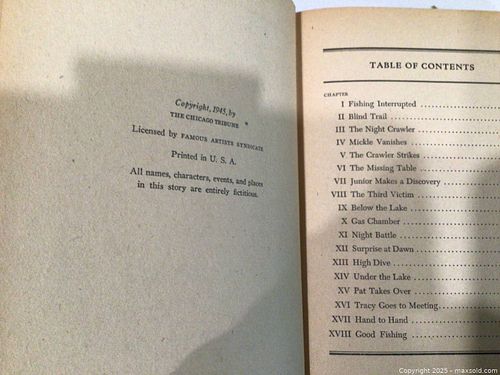 Copyright, 1945, by
THE CHICAGO TRIBUNE
Licensed by FAMOUS ARTISTS SYNDICATE
Printed in U. S. A.
All names, characters, events, and places
in this story are entirely fictitious.
TABLE OF CONTENTS
CHAPTER
I Fishing Interrupted
II Blind Trail
III The Night Crawler
IV Mickle Vanishes
V The Crawler Strikes
VI The Missing Table
VII Junior Makes a Discovery
VIII The Third Victim
IX Below the Lake
X Gas Chamber
XI Night Battle
XII Surprise at Dawn
XIII High Dive
XIV Under the Lake
XV Pat Takes Over
XVI Tracy Goes to Meeting
XVII Hand to Hand
XVIII Good Fishing
Copyright 2025 - maxsold.com